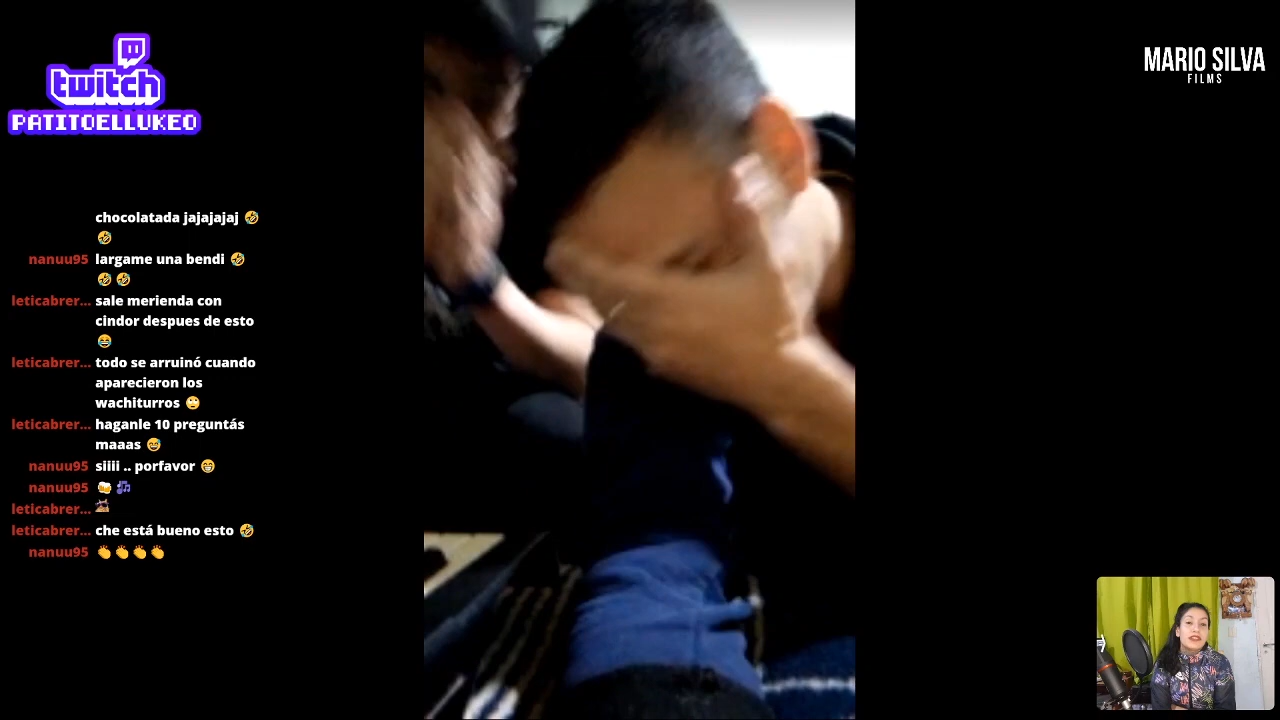 twitch
PATITOELLUKEO
MARIO SILVA
FILMS
chocolatada jajajajaj 🤣
🤣
nanuu95 largame una bendi 🤣
🤣 🤣
leticabrer... sale merienda con
cindor despues de esto
😂
leticabrer... todo se arruinó cuando
aparecieron los
wachiturros 🙄
leticabrer... haganle 10 preguntás
maaas 😅
nanuu95 siiii .. porfavor 😁
nanuu95 🍻 🎶
leticabrer...
leticabrer... che está bueno esto 🤣
nanuu95 👏 👏 👏 👏